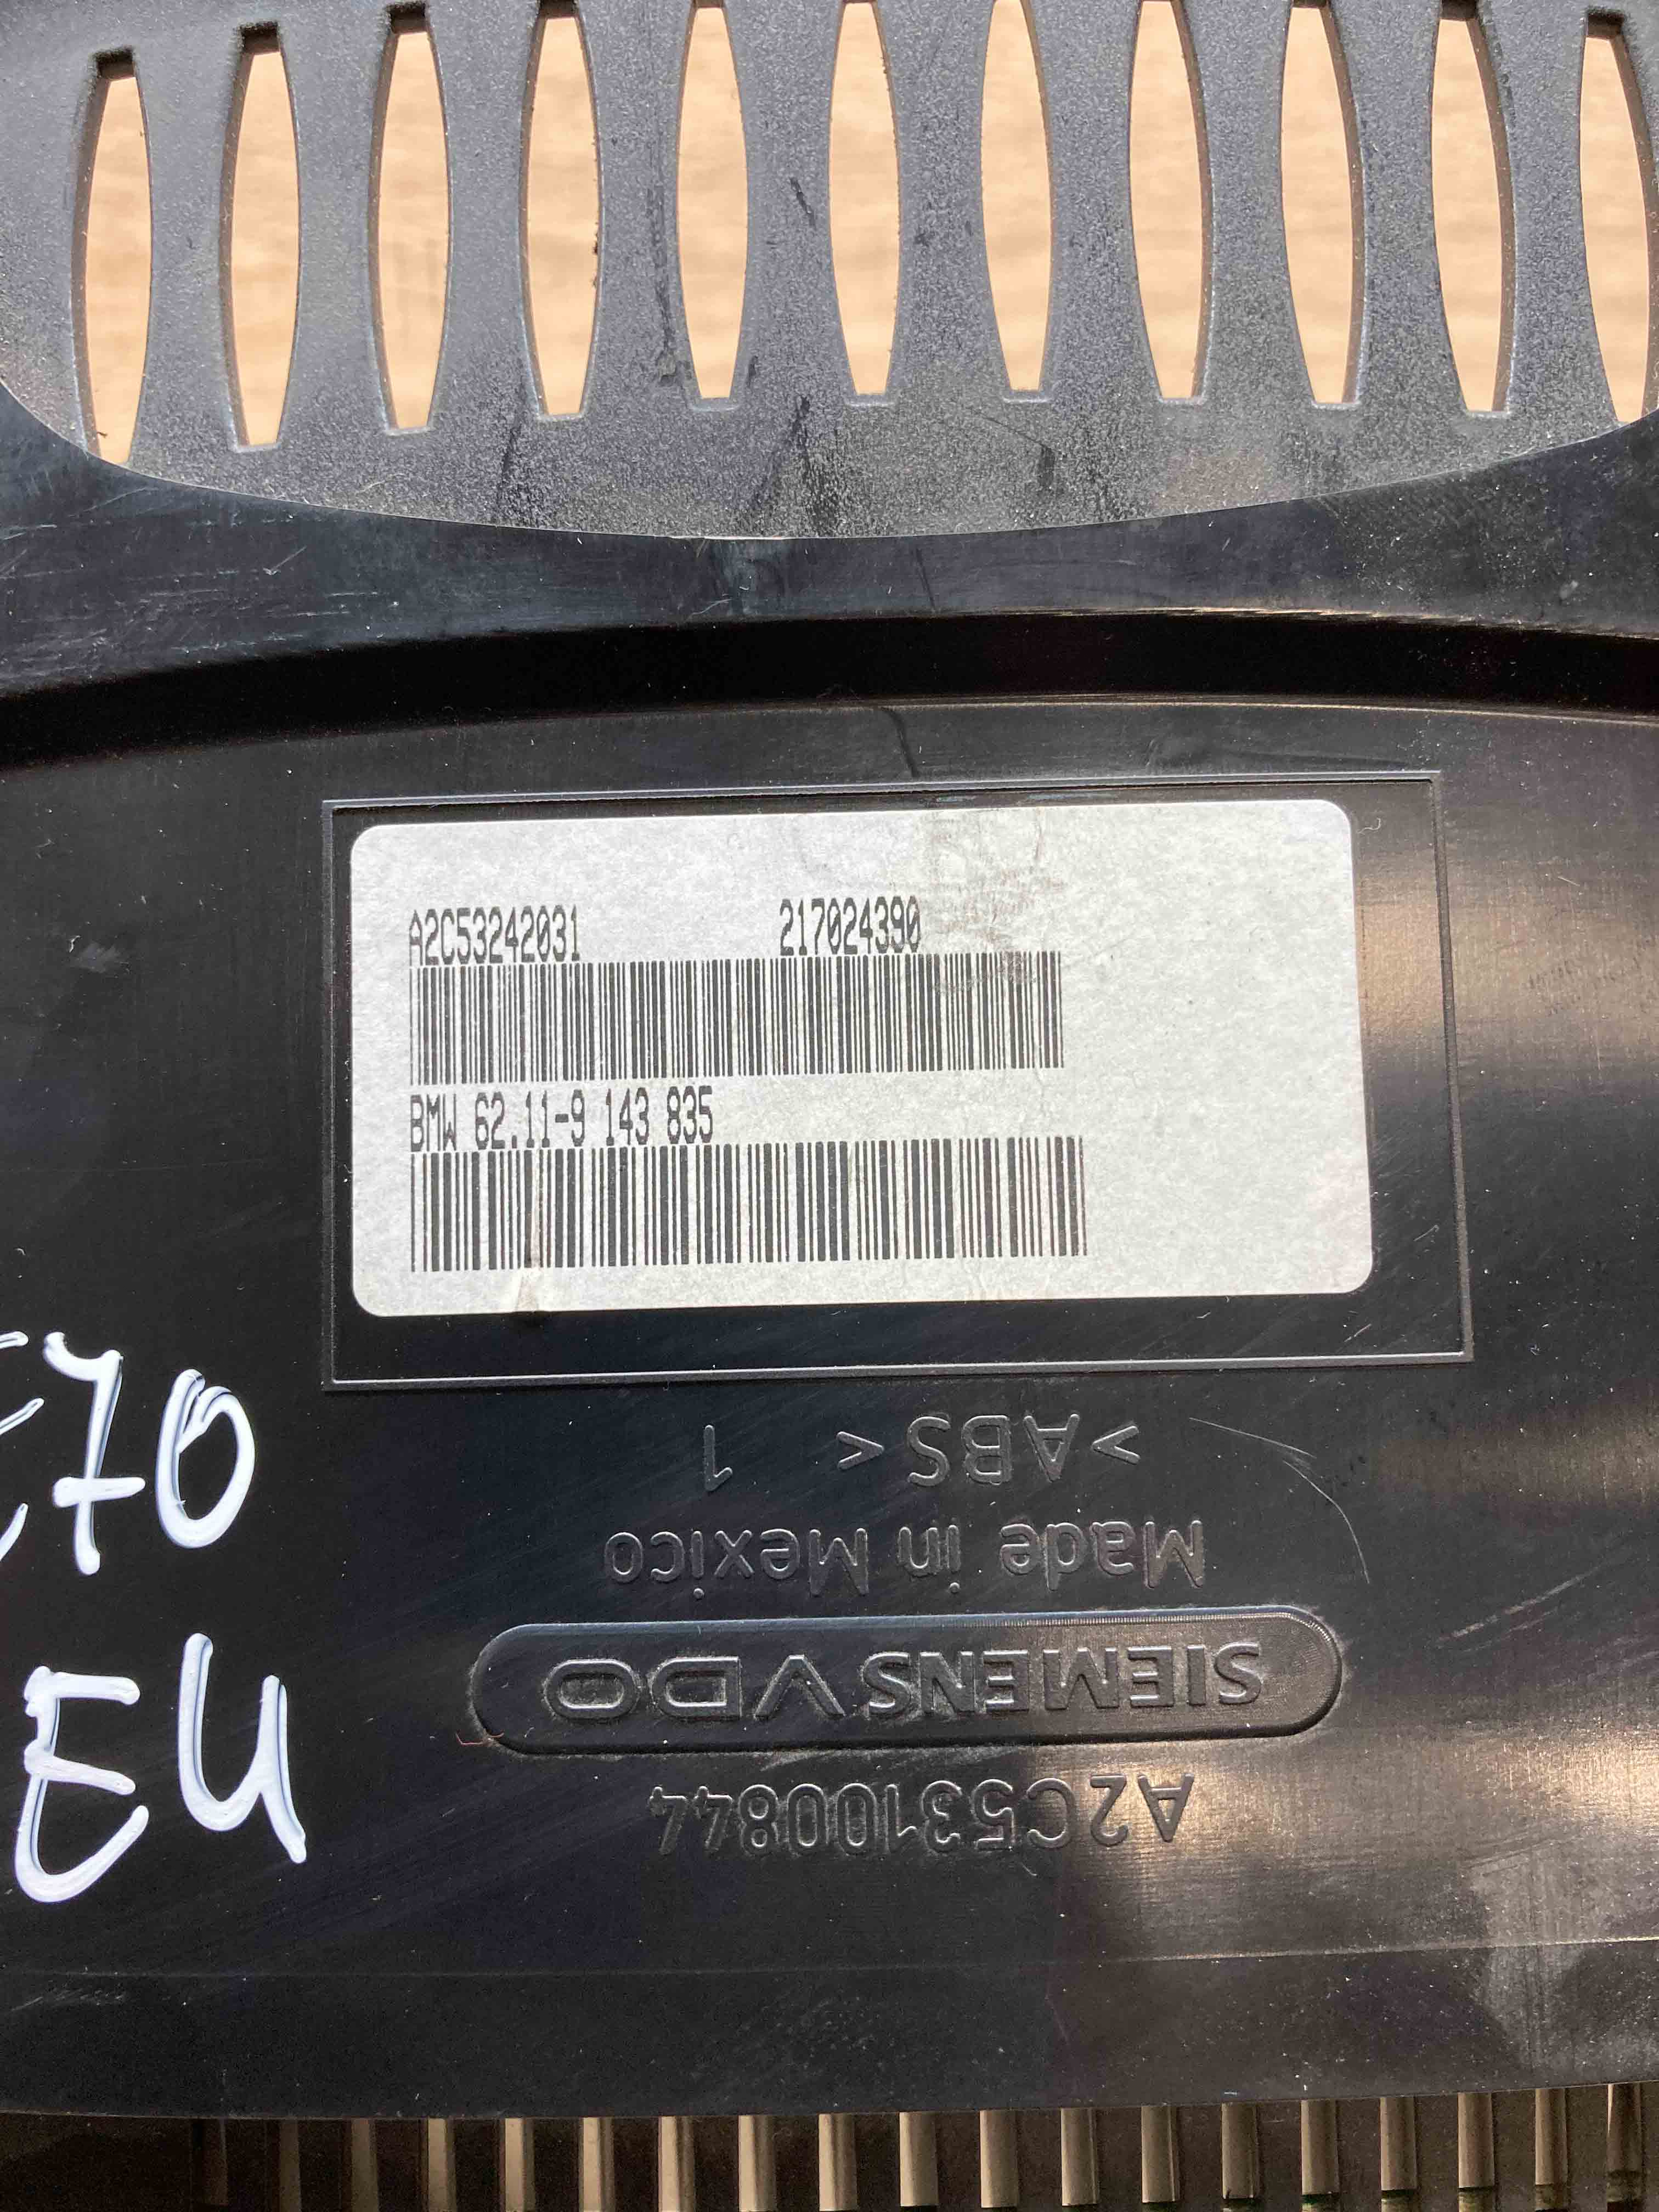 A2C53242031 217024390
BMW 62.11-9 143 835
E70
EU
>ABS< 1
Made in Mexico
SIEMENS VDO
A2C53100844